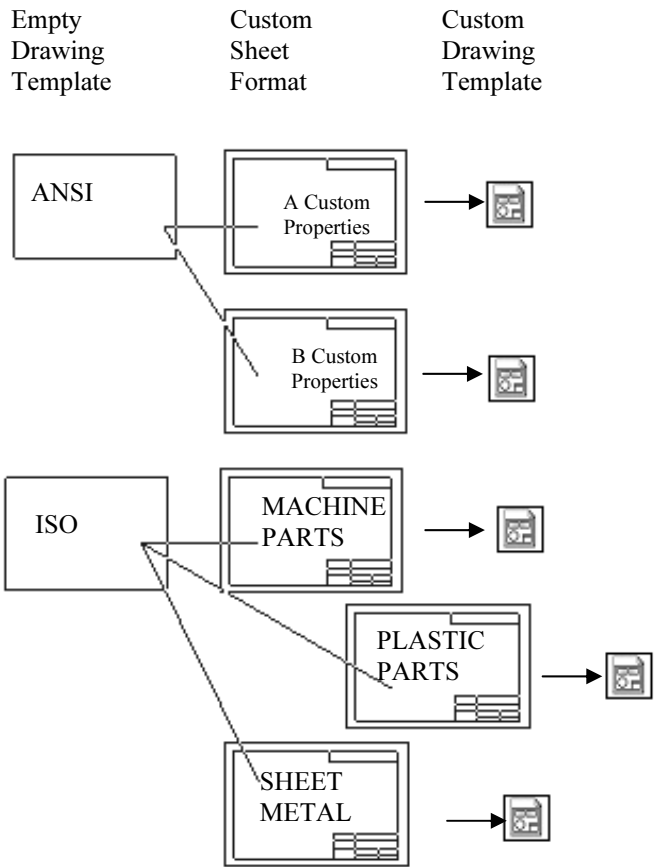 Empty
Drawing
Template
Custom
Sheet
Format
Custom
Drawing
Template
ANSI
A Custom
Properties
B Custom
Properties
ISO
MACHINE
PARTS
PLASTIC
PARTS
SHEET
METAL